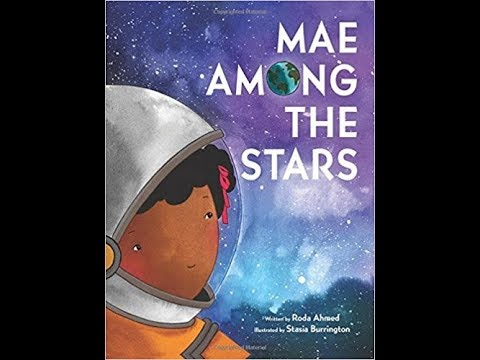 MAE
AMONG
THE
STARS
Written by Roda Ahmed
Illustrated by Stasia Burrington